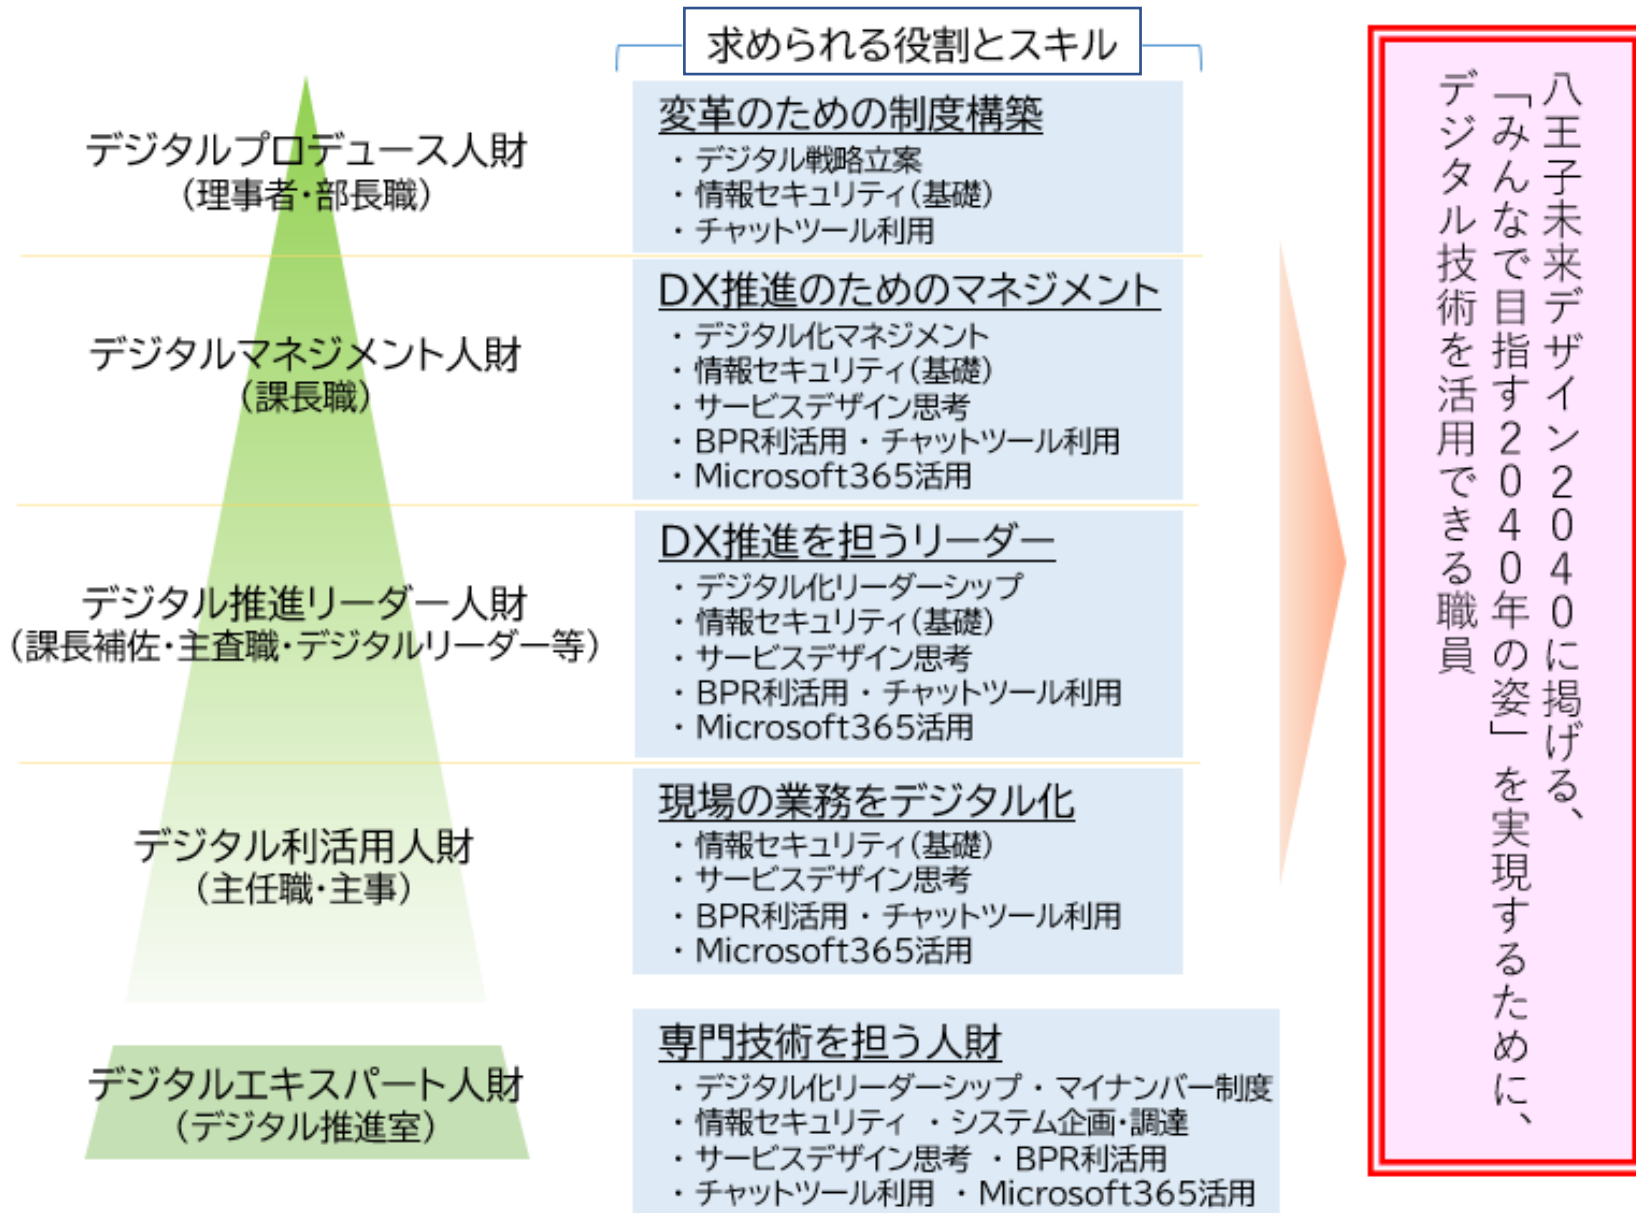 求められる役割とスキル
デジタルプロデュース人財
（理事者・部長職）
変革のための制度構築
・デジタル戦略立案
・情報セキュリティ（基礎）
・チャットツール利用
デジタルマネジメント人財
（課長職）
DX推進のためのマネジメント
・デジタル化マネジメント
・情報セキュリティ（基礎）
・サービスデザイン思考
・BPR利活用 ・チャットツール利用
・Microsoft365活用
デジタル推進リーダー人財
（課長補佐・主査職・デジタルリーダー等）
DX推進を担うリーダー
・デジタル化リーダーシップ
・情報セキュリティ（基礎）
・サービスデザイン思考
・BPR利活用 ・チャットツール利用
・Microsoft365活用
デジタル利活用人財
（主任職・主事）
現場の業務をデジタル化
・情報セキュリティ（基礎）
・サービスデザイン思考
・BPR利活用 ・チャットツール利用
・Microsoft365活用
デジタルエキスパート人財
（デジタル推進室）
専門技術を担う人財
・デジタル化リーダーシップ ・マイナンバー制度
・情報セキュリティ ・システム企画・調達
・サービスデザイン思考 ・BPR利活用
・チャットツール利用 ・Microsoft365活用
八王子未来デザイン2040に掲げる、
「みんなで目指す2040年の姿」を実現するために、
デジタル技術を活用できる職員